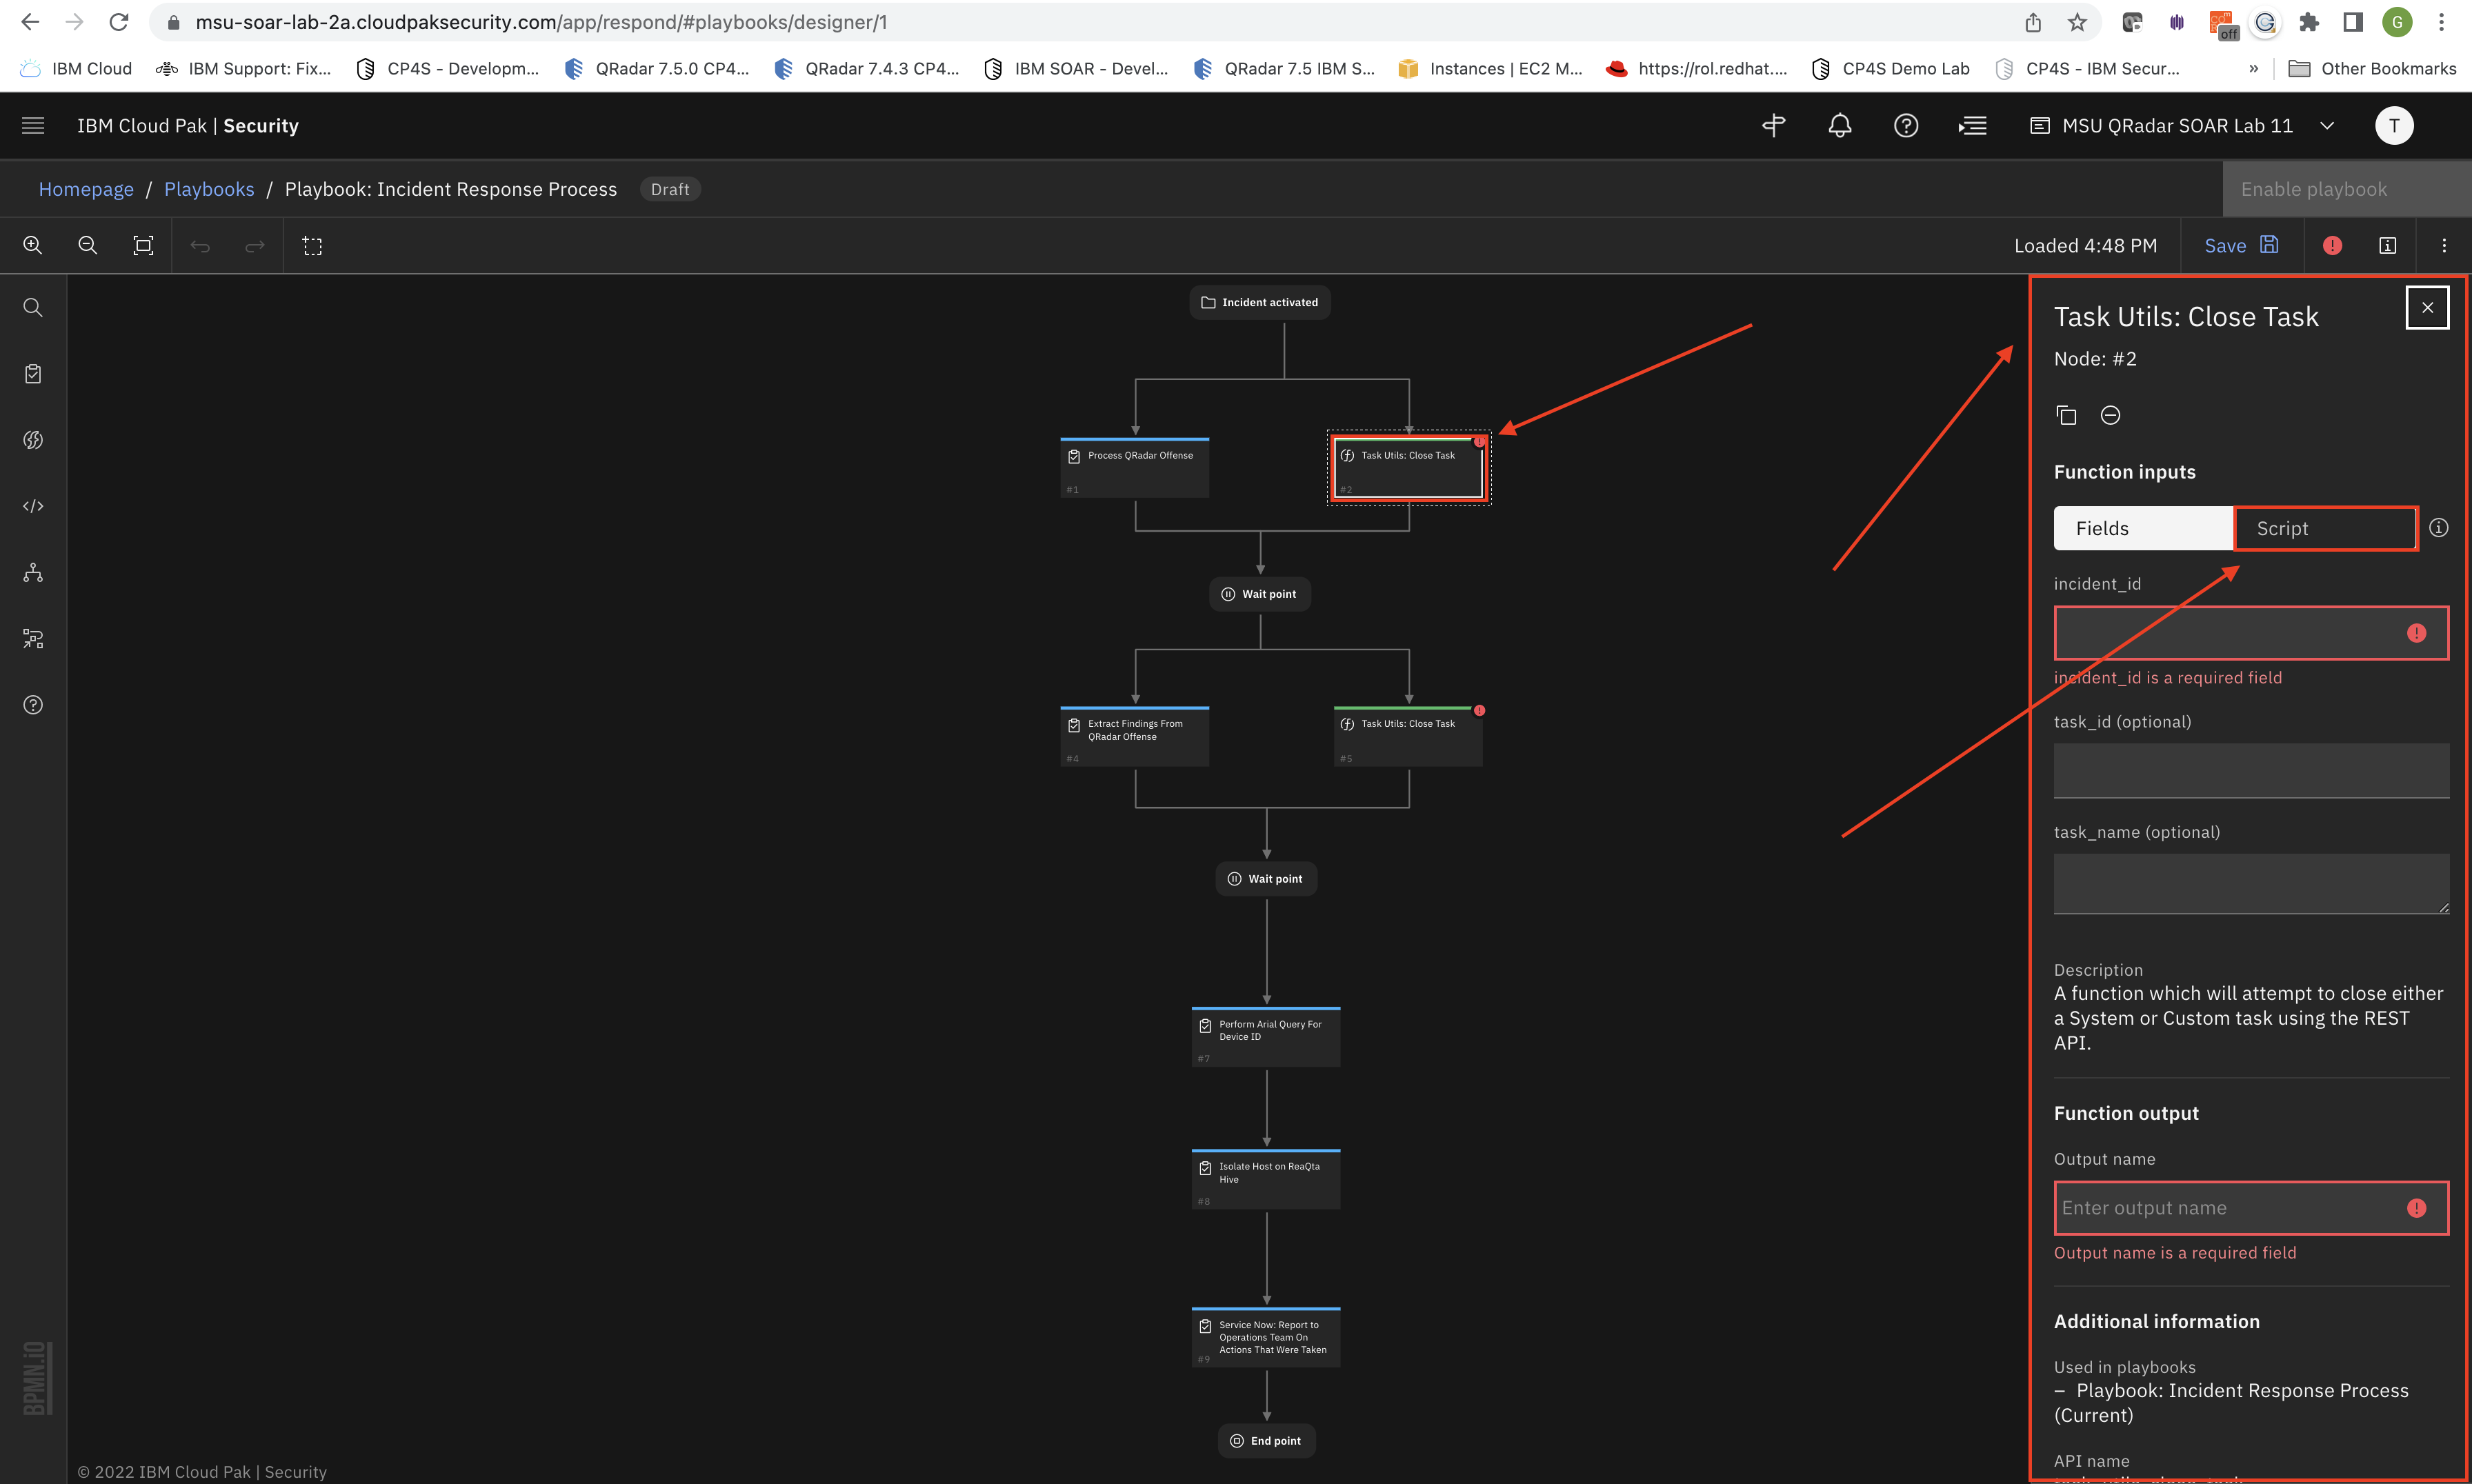 msu-soar-lab-2a.cloudpaksecurity.com/app/respond/#playbooks/designer/1
off
G
IBM Cloud
IBM Support: Fix...
CP4S - Developm...
QRadar 7.5.0 CP4...
QRadar 7.4.3 CP4...
IBM SOAR - Devel...
QRadar 7.5 IBM S...
Instances | EC2 M...
https://rol.redhat....
CP4S Demo Lab
CP4S - IBM Secur...
»
Other Bookmarks
IBM Cloud Pak | Security
MSU QRadar SOAR Lab 11
T
Homepage / Playbooks / Playbook: Incident Response Process
Draft
Enable playbook
Loaded 4:48 PM
Save
Incident activated
Process QRadar Offense
#1
Task Utils: Close Task
#2
Wait point
Extract Findings From
QRadar Offense
#4
Task Utils: Close Task
#5
Wait point
Perform Arial Query For
Device ID
#7
Isolate Host on ReaQta
Hive
#8
Service Now: Report to
Operations Team On
Actions That Were Taken
#9
End point
BPMN.iO
© 2022 IBM Cloud Pak | Security
Task Utils: Close Task
Node: #2
Function inputs
Fields
Script
incident_id
incident_id is a required field
task_id (optional)
task_name (optional)
Description
A function which will attempt to close either
a System or Custom task using the REST
API.
Function output
Output name
Enter output name
Output name is a required field
Additional information
Used in playbooks
– Playbook: Incident Response Process
(Current)
API name